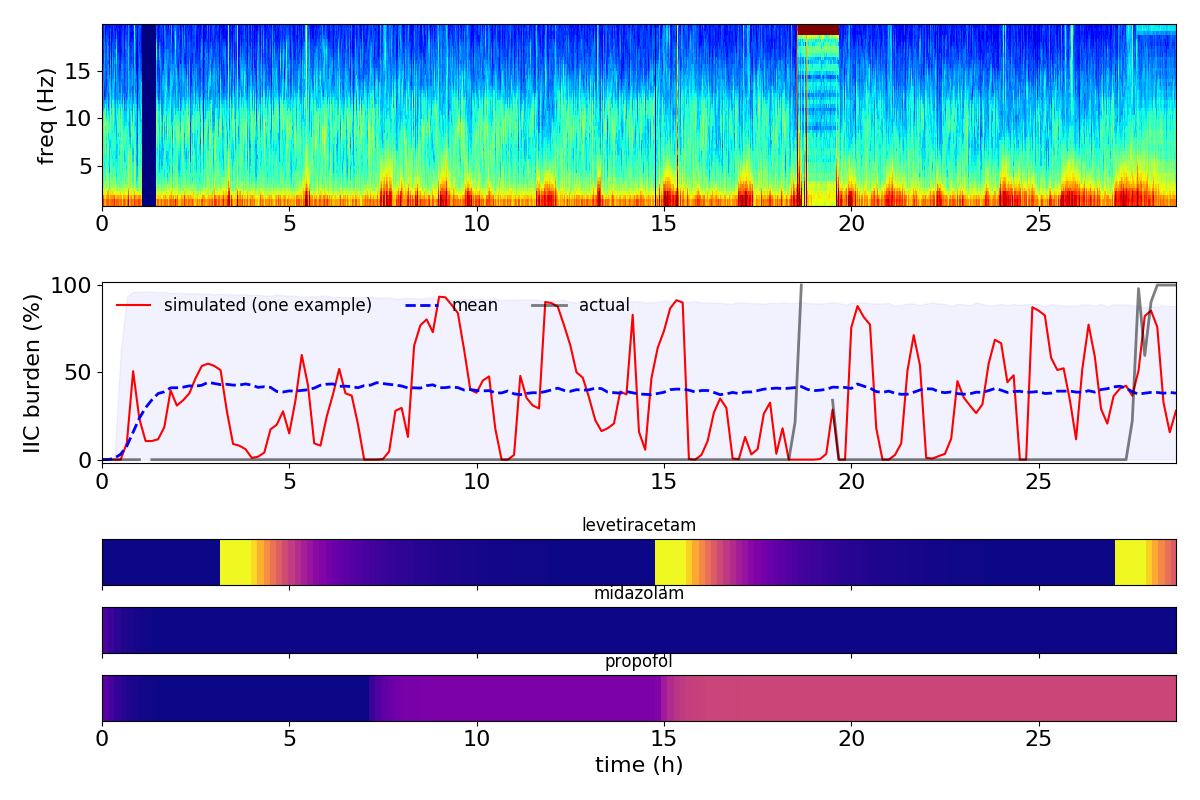 freq (Hz)
15
10
5
0 5 10 15 20 25
IIC burden (%)
100
50
0
simulated (one example) mean actual
0 5 10 15 20 25
levetiracetam
midazolam
propofol
0 5 10 15 20 25
time (h)